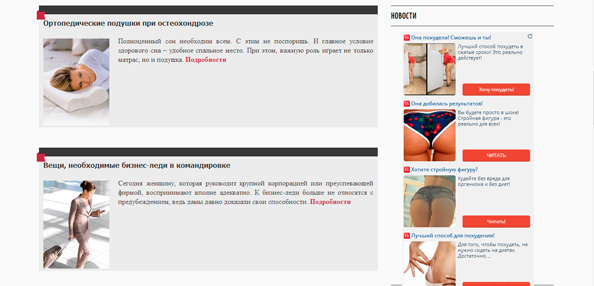 Ортопедические подушки при остеохондрозе
Полноценный сон необходим всем. С этим не поспоришь. И главное условие
здорового сна – удобное спальное место. При этом, важную роль играет не только
матрас, но и подушка. Подробности
Вещи, необходимые бизнес-леди в командировке
Сегодня женщину, которая руководит крупной корпорацией или преуспевающей
фирмой, воспринимают вполне адекватно. К бизнес-леди больше не относятся с
предубеждением, ведь дамы давно доказали свои способности. Подробности
НОВОСТИ
Она похудела! Сможешь и ты!
Лучший способ похудеть в
сжатые сроки! Это реально
действует!
Хочу похудеть!
Она добилась результатов!
Вы будете просто в шоке!
Стройная фигура - это
реально для всех!
ЧИТАТЬ
Хотите стройную фигуру?
Худейте без вреда для
организма и без диет!
Читать!
Лучший способ для похудения!
Для того, чтобы похудеть, не
нужно сидеть на диетах.
Достаточно ...